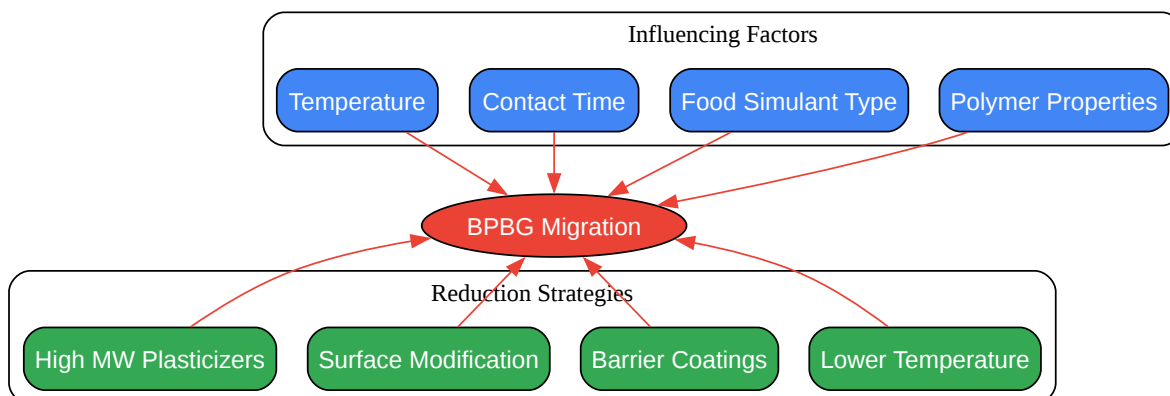 Influencing Factors
Temperature
Contact Time
Food Simulant Type
Polymer Properties
BPBG Migration
Reduction Strategies
High MW Plasticizers
Surface Modification
Barrier Coatings
Lower Temperature